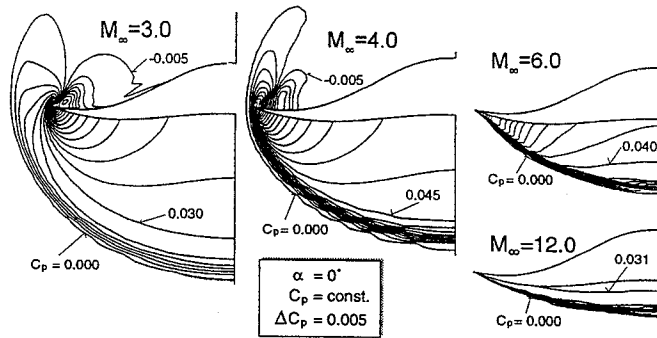 M∞=3.0
-0.005
0.030
Cp= 0.000
M∞=4.0
-0.005
0.045
Cp= 0.000
α = 0°
Cp = const.
ΔCp = 0.005
M∞=6.0
0.040
Cp= 0.000
M∞=12.0
0.031
Cp= 0.000